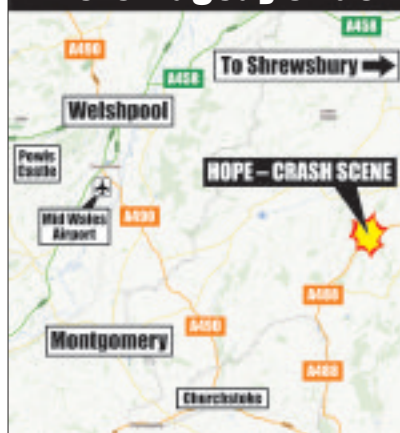 A490
A458
A458
To Shrewsbury
Welshpool
Powis
Castle
HOPE – CRASH SCENE
Mid Wales
Airport
A490
A488
A490
Montgomery
A488
Churchstoke